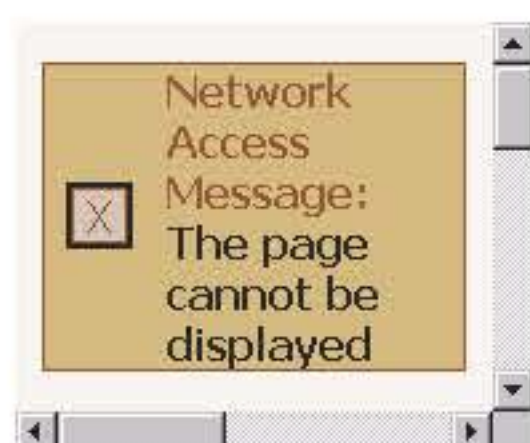 Network
Access
Message:
X The page
cannot be
displayed